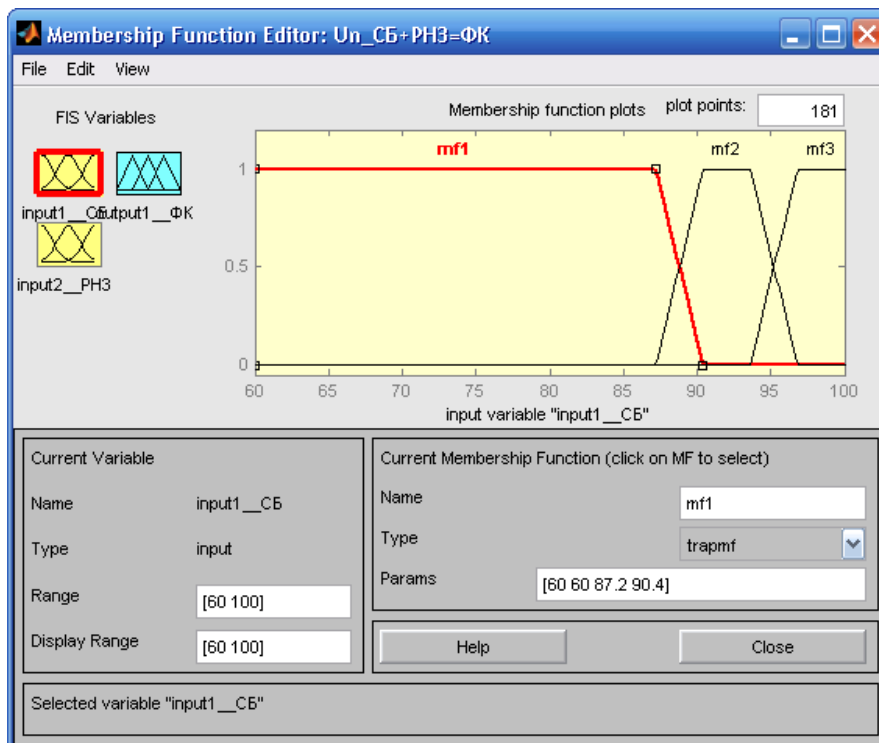 Membership Function Editor: Un_СБ+РНЗ=ФК
File Edit View
FIS Variables
Membership function plots plot points: 181
mf1 mf2 mf3
1
0.5
0
60 65 70 75 80 85 90 95 100
input variable "input1__СБ"
input1__СБ output1__ФК
input2__РНЗ
Current Variable
Name input1__СБ
Type input
Range [60 100]
Display Range [60 100]
Current Membership Function (click on MF to select)
Name mf1
Type trapmf
Params [60 60 87.2 90.4]
Help Close
Selected variable "input1__СБ"